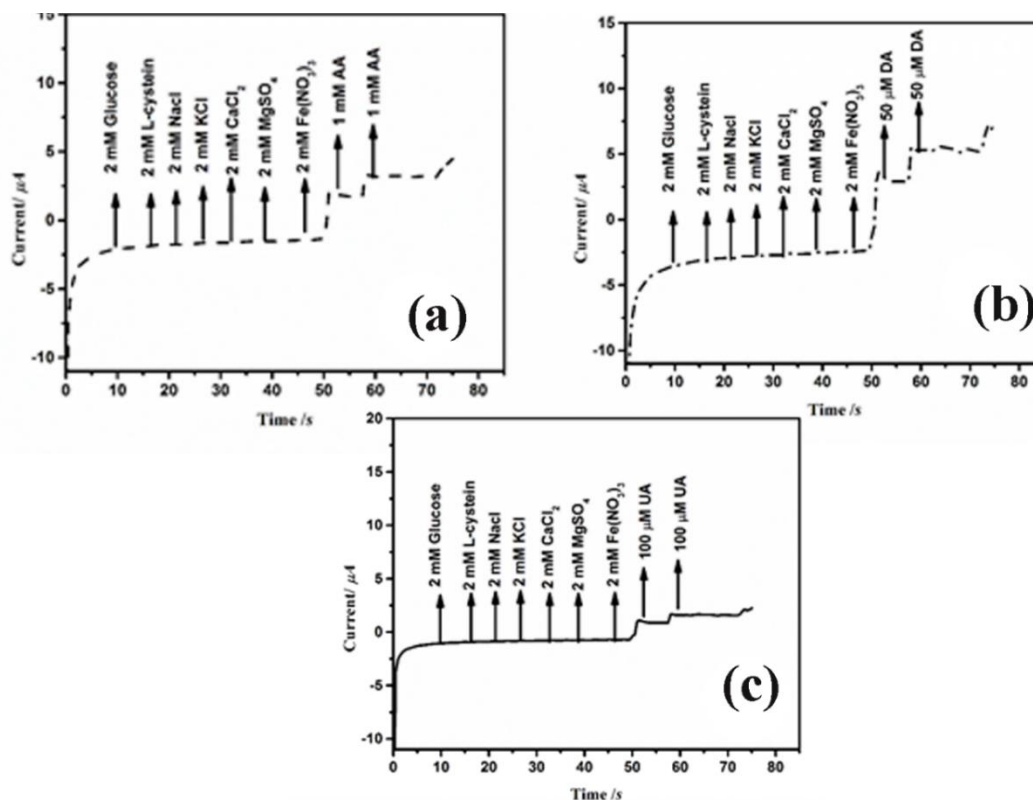 15
10
5
0
-5
-10
Current/ μA
2 mM Glucose
2 mM L-cystein
2 mM Nacl
2 mM KCl
2 mM CaCl2
2 mM MgSO4
2 mM Fe(NO3)3
1 mM AA
1 mM AA
(a)
0 10 20 30 40 50 60 70 80
Time /s
15
10
5
0
-5
-10
Current/ μA
2 mM Glucose
2 mM L-cystein
2 mM Nacl
2 mM KCl
2 mM CaCl2
2 mM MgSO4
2 mM Fe(NO3)3
50 μM DA
50 μM DA
(b)
0 10 20 30 40 50 60 70 80
Time /s
20
15
10
5
0
-5
-10
Current/ μA
2 mM Glucose
2 mM L-cystein
2 mM Nacl
2 mM KCl
2 mM CaCl2
2 mM MgSO4
2 mM Fe(NO3)3
100 μM UA
100 μM UA
(c)
0 10 20 30 40 50 60 70 80
Time /s